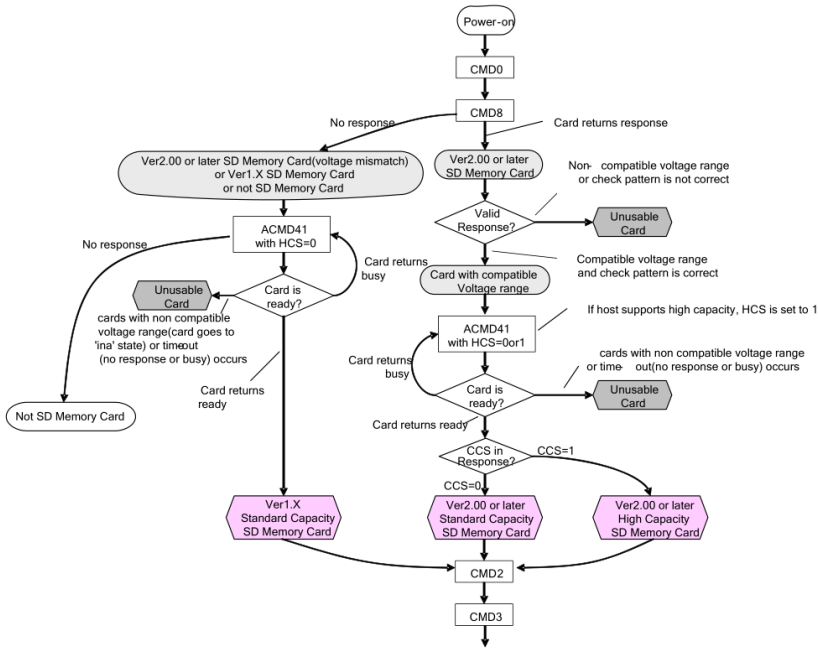 Power-on
CMD0
CMD8
No response
Card returns response
Ver2.00 or later SD Memory Card(voltage mismatch)
or Ver1.X SD Memory Card
or not SD Memory Card
Ver2.00 or later
SD Memory Card
Non- compatible voltage range
or check pattern is not correct
Valid
Response?
Unusable
Card
ACMD41
with HCS=0
No response
Card returns
busy
Compatible voltage range
and check pattern is correct
Card with compatible
Voltage range
Unusable
Card
Card is
ready?
cards with non compatible
voltage range(card goes to
'ina' state) or timeout
(no response or busy) occurs
If host supports high capacity, HCS is set to 1
ACMD41
with HCS=0or1
Card returns
busy
cards with non compatible voltage range
or time- out(no response or busy) occurs
Card is
ready?
Unusable
Card
Card returns
ready
Not SD Memory Card
Card returns ready
CCS in
Response?
CCS=1
CCS=0
Ver1.X
Standard Capacity
SD Memory Card
Ver2.00 or later
Standard Capacity
SD Memory Card
Ver2.00 or later
High Capacity
SD Memory Card
CMD2
CMD3